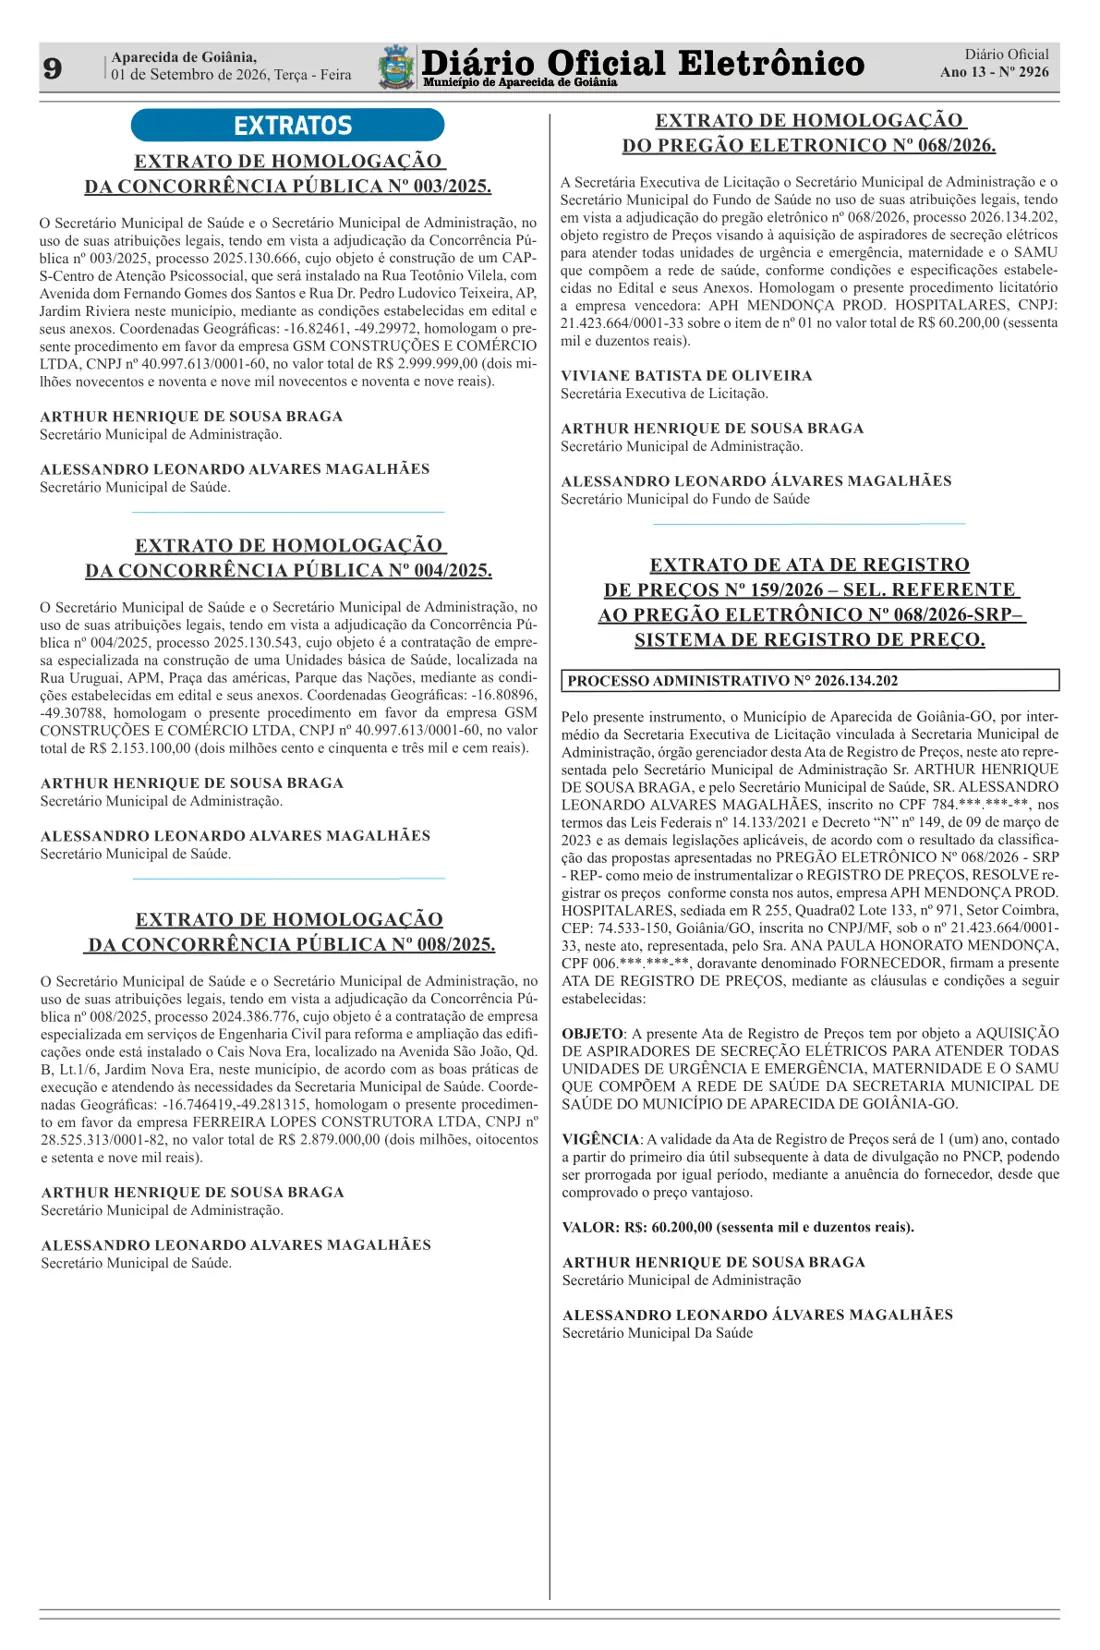 9
Aparecida de Goiânia,
01 de Setembro de 2026, Terça - Feira
Diário Oficial Eletrônico
Município de Aparecida de Goiânia
Diário Oficial
Ano 13 - Nº 2926
EXTRATOS
EXTRATO DE HOMOLOGAÇÃO
DA CONCORRÊNCIA PÚBLICA Nº 003/2025.
O Secretário Municipal de Saúde e o Secretário Municipal de Administração, no
uso de suas atribuições legais, tendo em vista a adjudicação da Concorrência Pú-
blica nº 003/2025, processo 2025.130.666, cujo objeto é construção de um CAP-
S-Centro de Atenção Psicossocial, que será instalado na Rua Teotônio Vilela, com
Avenida dom Fernando Gomes dos Santos e Rua Dr. Pedro Ludovico Teixeira, AP,
Jardim Riviera neste município, mediante as condições estabelecidas em edital e
seus anexos. Coordenadas Geográficas: -16.82461, -49.29972, homologam o pre-
sente procedimento em favor da empresa GSM CONSTRUÇÕES E COMÉRCIO
LTDA, CNPJ nº 40.997.613/0001-60, no valor total de R$ 2.999.999,00 (dois mi-
lhões novecentos e noventa e nove mil novecentos e noventa e nove reais).
ARTHUR HENRIQUE DE SOUSA BRAGA
Secretário Municipal de Administração.
ALESSANDRO LEONARDO ALVARES MAGALHÃES
Secretário Municipal de Saúde.
EXTRATO DE HOMOLOGAÇÃO
DA CONCORRÊNCIA PÚBLICA Nº 004/2025.
O Secretário Municipal de Saúde e o Secretário Municipal de Administração, no
uso de suas atribuições legais, tendo em vista a adjudicação da Concorrência Pú-
blica nº 004/2025, processo 2025.130.543, cujo objeto é a contratação de empre-
sa especializada na construção de uma Unidades básica de Saúde, localizada na
Rua Uruguai, APM, Praça das américas, Parque das Nações, mediante as condi-
ções estabelecidas em edital e seus anexos. Coordenadas Geográficas: -16.80896,
-49.30788, homologam o presente procedimento em favor da empresa GSM
CONSTRUÇÕES E COMÉRCIO LTDA, CNPJ nº 40.997.613/0001-60, no valor
total de R$ 2.153.100,00 (dois milhões cento e cinquenta e três mil e cem reais).
ARTHUR HENRIQUE DE SOUSA BRAGA
Secretário Municipal de Administração.
ALESSANDRO LEONARDO ALVARES MAGALHÃES
Secretário Municipal de Saúde.
EXTRATO DE HOMOLOGAÇÃO
DA CONCORRÊNCIA PÚBLICA Nº 008/2025.
O Secretário Municipal de Saúde e o Secretário Municipal de Administração, no
uso de suas atribuições legais, tendo em vista a adjudicação da Concorrência Pú-
blica nº 008/2025, processo 2024.386.776, cujo objeto é a contratação de empresa
especializada em serviços de Engenharia Civil para reforma e ampliação das edifi-
cações onde está instalado o Cais Nova Era, localizado na Avenida São João, Qd.
B, Lt.1/6, Jardim Nova Era, neste município, de acordo com as boas práticas de
execução e atendendo às necessidades da Secretaria Municipal de Saúde. Coorde-
nadas Geográficas: -16.746419,-49.281315, homologam o presente procedimen-
to em favor da empresa FERREIRA LOPES CONSTRUTORA LTDA, CNPJ nº
28.525.313/0001-82, no valor total de R$ 2.879.000,00 (dois milhões, oitocentos
e setenta e nove mil reais).
ARTHUR HENRIQUE DE SOUSA BRAGA
Secretário Municipal de Administração.
ALESSANDRO LEONARDO ALVARES MAGALHÃES
Secretário Municipal de Saúde.
EXTRATO DE HOMOLOGAÇÃO
DO PREGÃO ELETRONICO Nº 068/2026.
A Secretária Executiva de Licitação o Secretário Municipal de Administração e o
Secretário Municipal do Fundo de Saúde no uso de suas atribuições legais, tendo
em vista a adjudicação do pregão eletrônico nº 068/2026, processo 2026.134.202,
objeto registro de Preços visando à aquisição de aspiradores de secreção elétricos
para atender todas unidades de urgência e emergência, maternidade e o SAMU
que compõem a rede de saúde, conforme condições e especificações estabele-
cidas no Edital e seus Anexos. Homologam o presente procedimento licitatório
a empresa vencedora: APH MENDONÇA PROD. HOSPITALARES, CNPJ:
21.423.664/0001-33 sobre o item de nº 01 no valor total de R$ 60.200,00 (sessenta
mil e duzentos reais).
VIVIANE BATISTA DE OLIVEIRA
Secretária Executiva de Licitação.
ARTHUR HENRIQUE DE SOUSA BRAGA
Secretário Municipal de Administração.
ALESSANDRO LEONARDO ÁLVARES MAGALHÃES
Secretário Municipal do Fundo de Saúde
EXTRATO DE ATA DE REGISTRO
DE PREÇOS Nº 159/2026 – SEL. REFERENTE
AO PREGÃO ELETRÔNICO Nº 068/2026-SRP–
SISTEMA DE REGISTRO DE PREÇO.
PROCESSO ADMINISTRATIVO N° 2026.134.202
Pelo presente instrumento, o Município de Aparecida de Goiânia-GO, por inter-
médio da Secretaria Executiva de Licitação vinculada à Secretaria Municipal de
Administração, órgão gerenciador desta Ata de Registro de Preços, neste ato repre-
sentada pelo Secretário Municipal de Administração Sr. ARTHUR HENRIQUE
DE SOUSA BRAGA, e pelo Secretário Municipal de Saúde, SR. ALESSANDRO
LEONARDO ALVARES MAGALHÃES, inscrito no CPF 784.***.***-**, nos
termos das Leis Federais nº 14.133/2021 e Decreto “N” nº 149, de 09 de março de
2023 e as demais legislações aplicáveis, de acordo com o resultado da classifica-
ção das propostas apresentadas no PREGÃO ELETRÔNICO Nº 068/2026 - SRP
- REP- como meio de instrumentalizar o REGISTRO DE PREÇOS, RESOLVE re-
gistrar os preços conforme consta nos autos, empresa APH MENDONÇA PROD.
HOSPITALARES, sediada em R 255, Quadra02 Lote 133, nº 971, Setor Coimbra,
CEP: 74.533-150, Goiânia/GO, inscrita no CNPJ/MF, sob o nº 21.423.664/0001-
33, neste ato, representada, pelo Sra. ANA PAULA HONORATO MENDONÇA,
CPF 006.***.***-**, doravante denominado FORNECEDOR, firmam a presente
ATA DE REGISTRO DE PREÇOS, mediante as cláusulas e condições a seguir
estabelecidas:
OBJETO: A presente Ata de Registro de Preços tem por objeto a AQUISIÇÃO
DE ASPIRADORES DE SECREÇÃO ELÉTRICOS PARA ATENDER TODAS
UNIDADES DE URGÊNCIA E EMERGÊNCIA, MATERNIDADE E O SAMU
QUE COMPÕEM A REDE DE SAÚDE DA SECRETARIA MUNICIPAL DE
SAÚDE DO MUNICÍPIO DE APARECIDA DE GOIÂNIA-GO.
VIGÊNCIA: A validade da Ata de Registro de Preços será de 1 (um) ano, contado
a partir do primeiro dia útil subsequente à data de divulgação no PNCP, podendo
ser prorrogada por igual período, mediante a anuência do fornecedor, desde que
comprovado o preço vantajoso.
VALOR: R$: 60.200,00 (sessenta mil e duzentos reais).
ARTHUR HENRIQUE DE SOUSA BRAGA
Secretário Municipal de Administração
ALESSANDRO LEONARDO ÁLVARES MAGALHÃES
Secretário Municipal Da Saúde